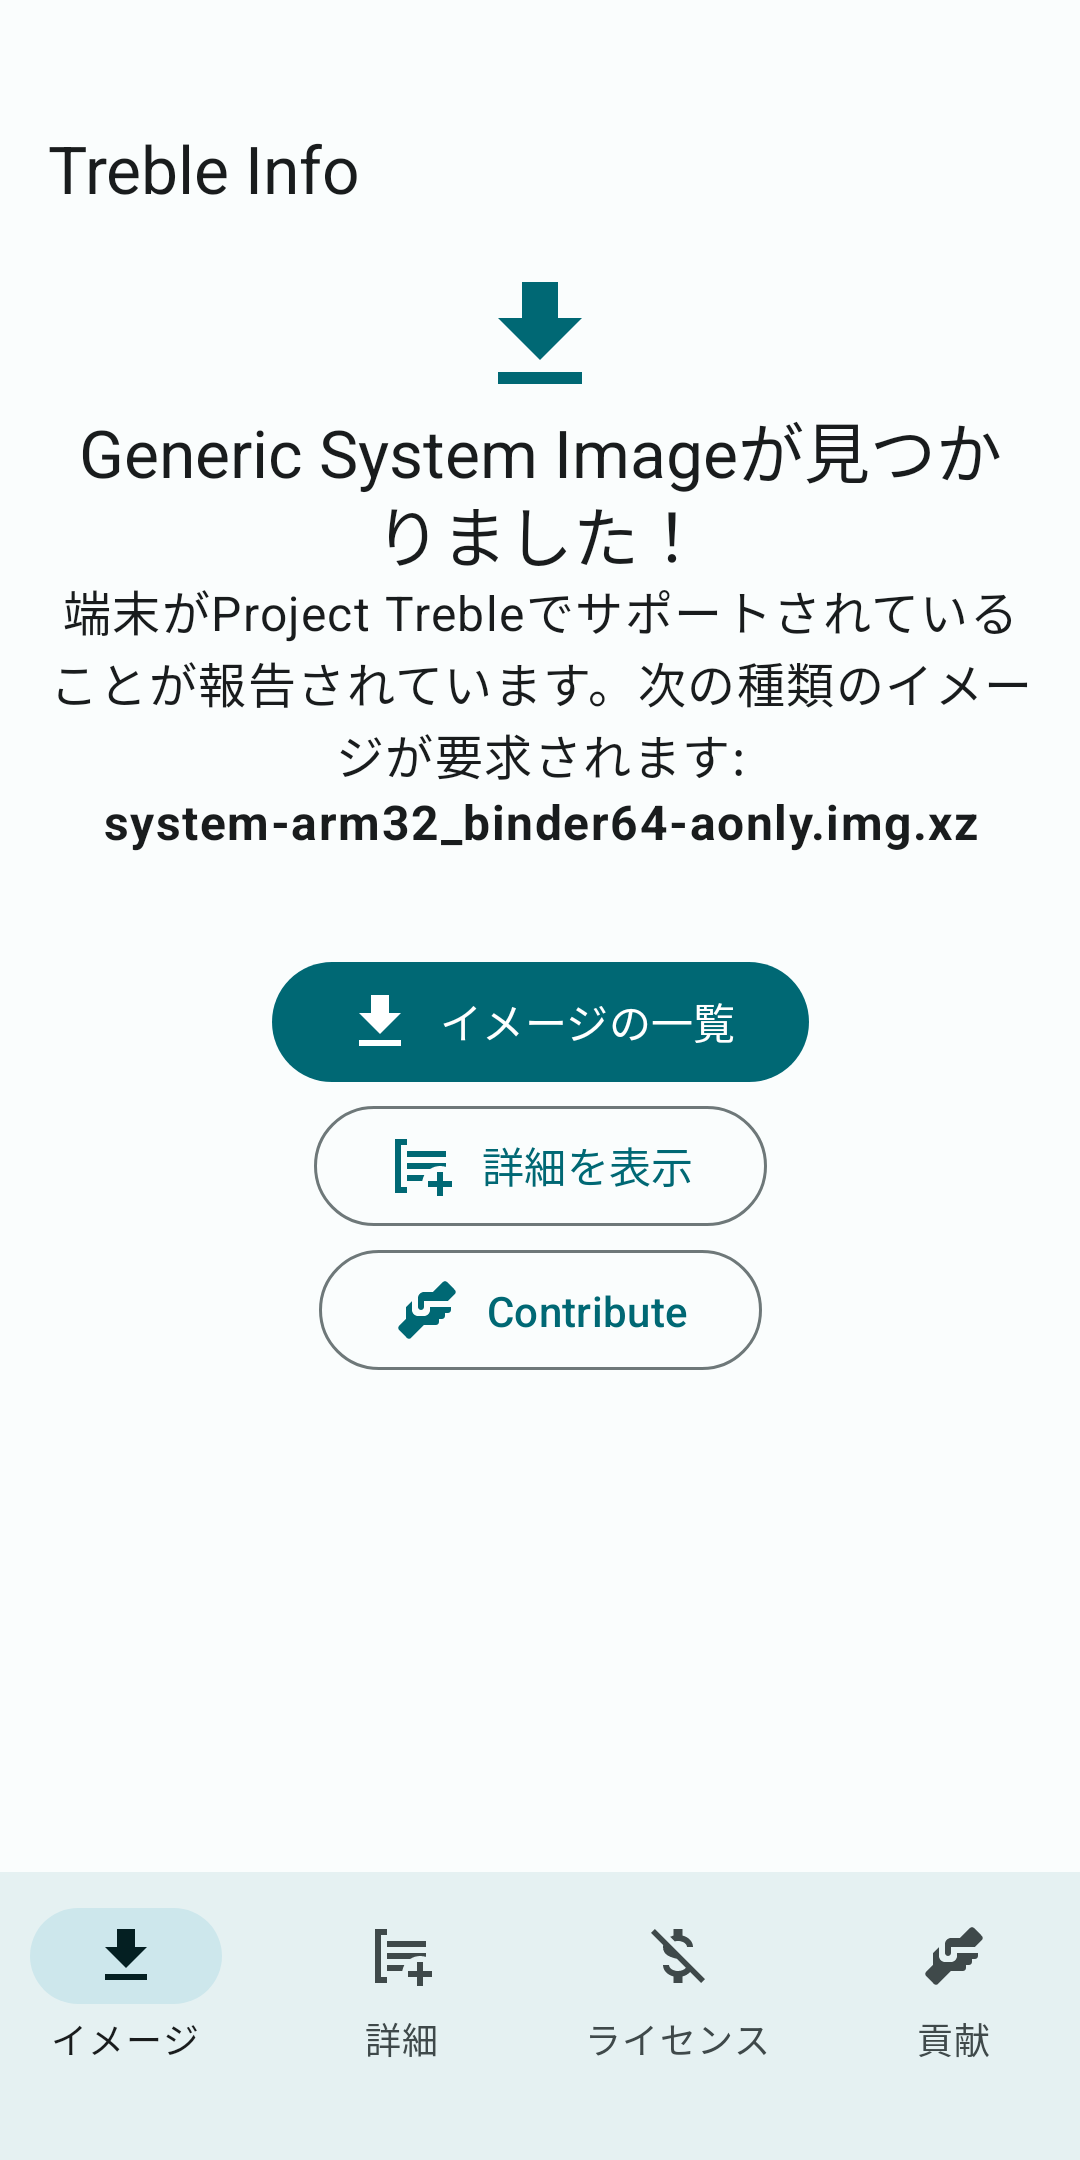 Treble Info
Generic System Imageが見つか
りました！
端末がProject Trebleでサポートされている
ことが報告されています。次の種類のイメー
ジが要求されます:
system-arm32_binder64-aonly.img.xz
イメージの一覧
詳細を表示
Contribute
イメージ
詳細
ライセンス
貢献